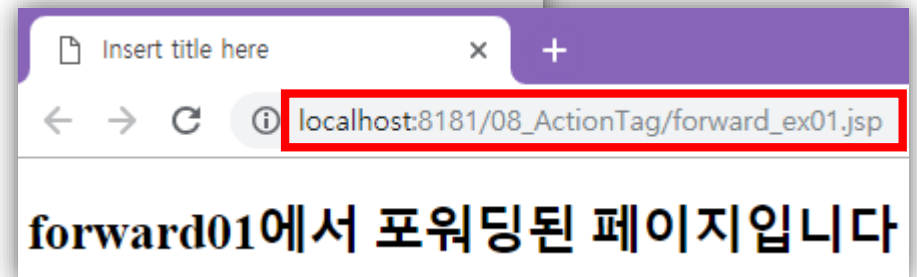 Insert title here
localhost:8181/08_ActionTag/forward_ex01.jsp
forward01에서 포워딩된 페이지입니다